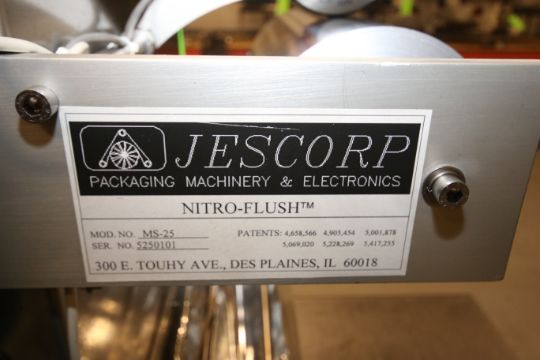 JESCORP
PACKAGING MACHINERY & ELECTRONICS
NITRO-FLUSH™
MOD. NO. MS-25 PATENTS: 4,658,566 4,905,454 5,001,878
SER. NO. 5250101 5,069,020 5,228,269 5,417,255
300 E. TOUHY AVE., DES PLAINES, IL 60018